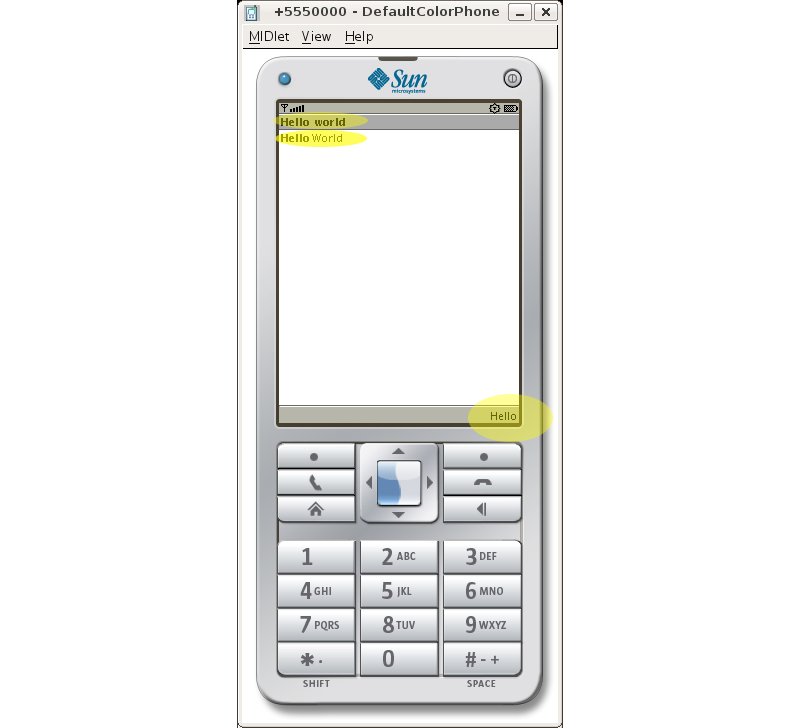 +5550000 - DefaultColorPhone
MIDlet View Help
Sun
microsystems
Hello world
Hello World
Hello
1 2 ABC 3 DEF
4 GHI 5 JKL 6 MNO
7 PQRS 8 TUV 9 WXYZ
* . 0 # - +
SHIFT SPACE